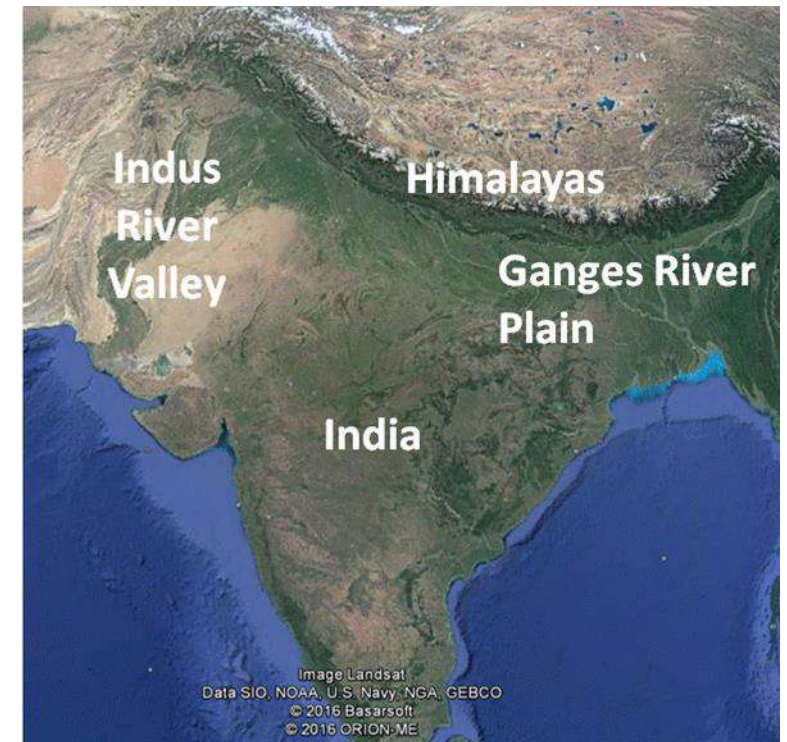 Indus
River
Valley
Himalayas
Ganges River
Plain
India
Image Landsat
Data SIO, NOAA, U.S. Navy, NGA, GEBCO
© 2016 Basarsoft
© 2016 ORION-ME